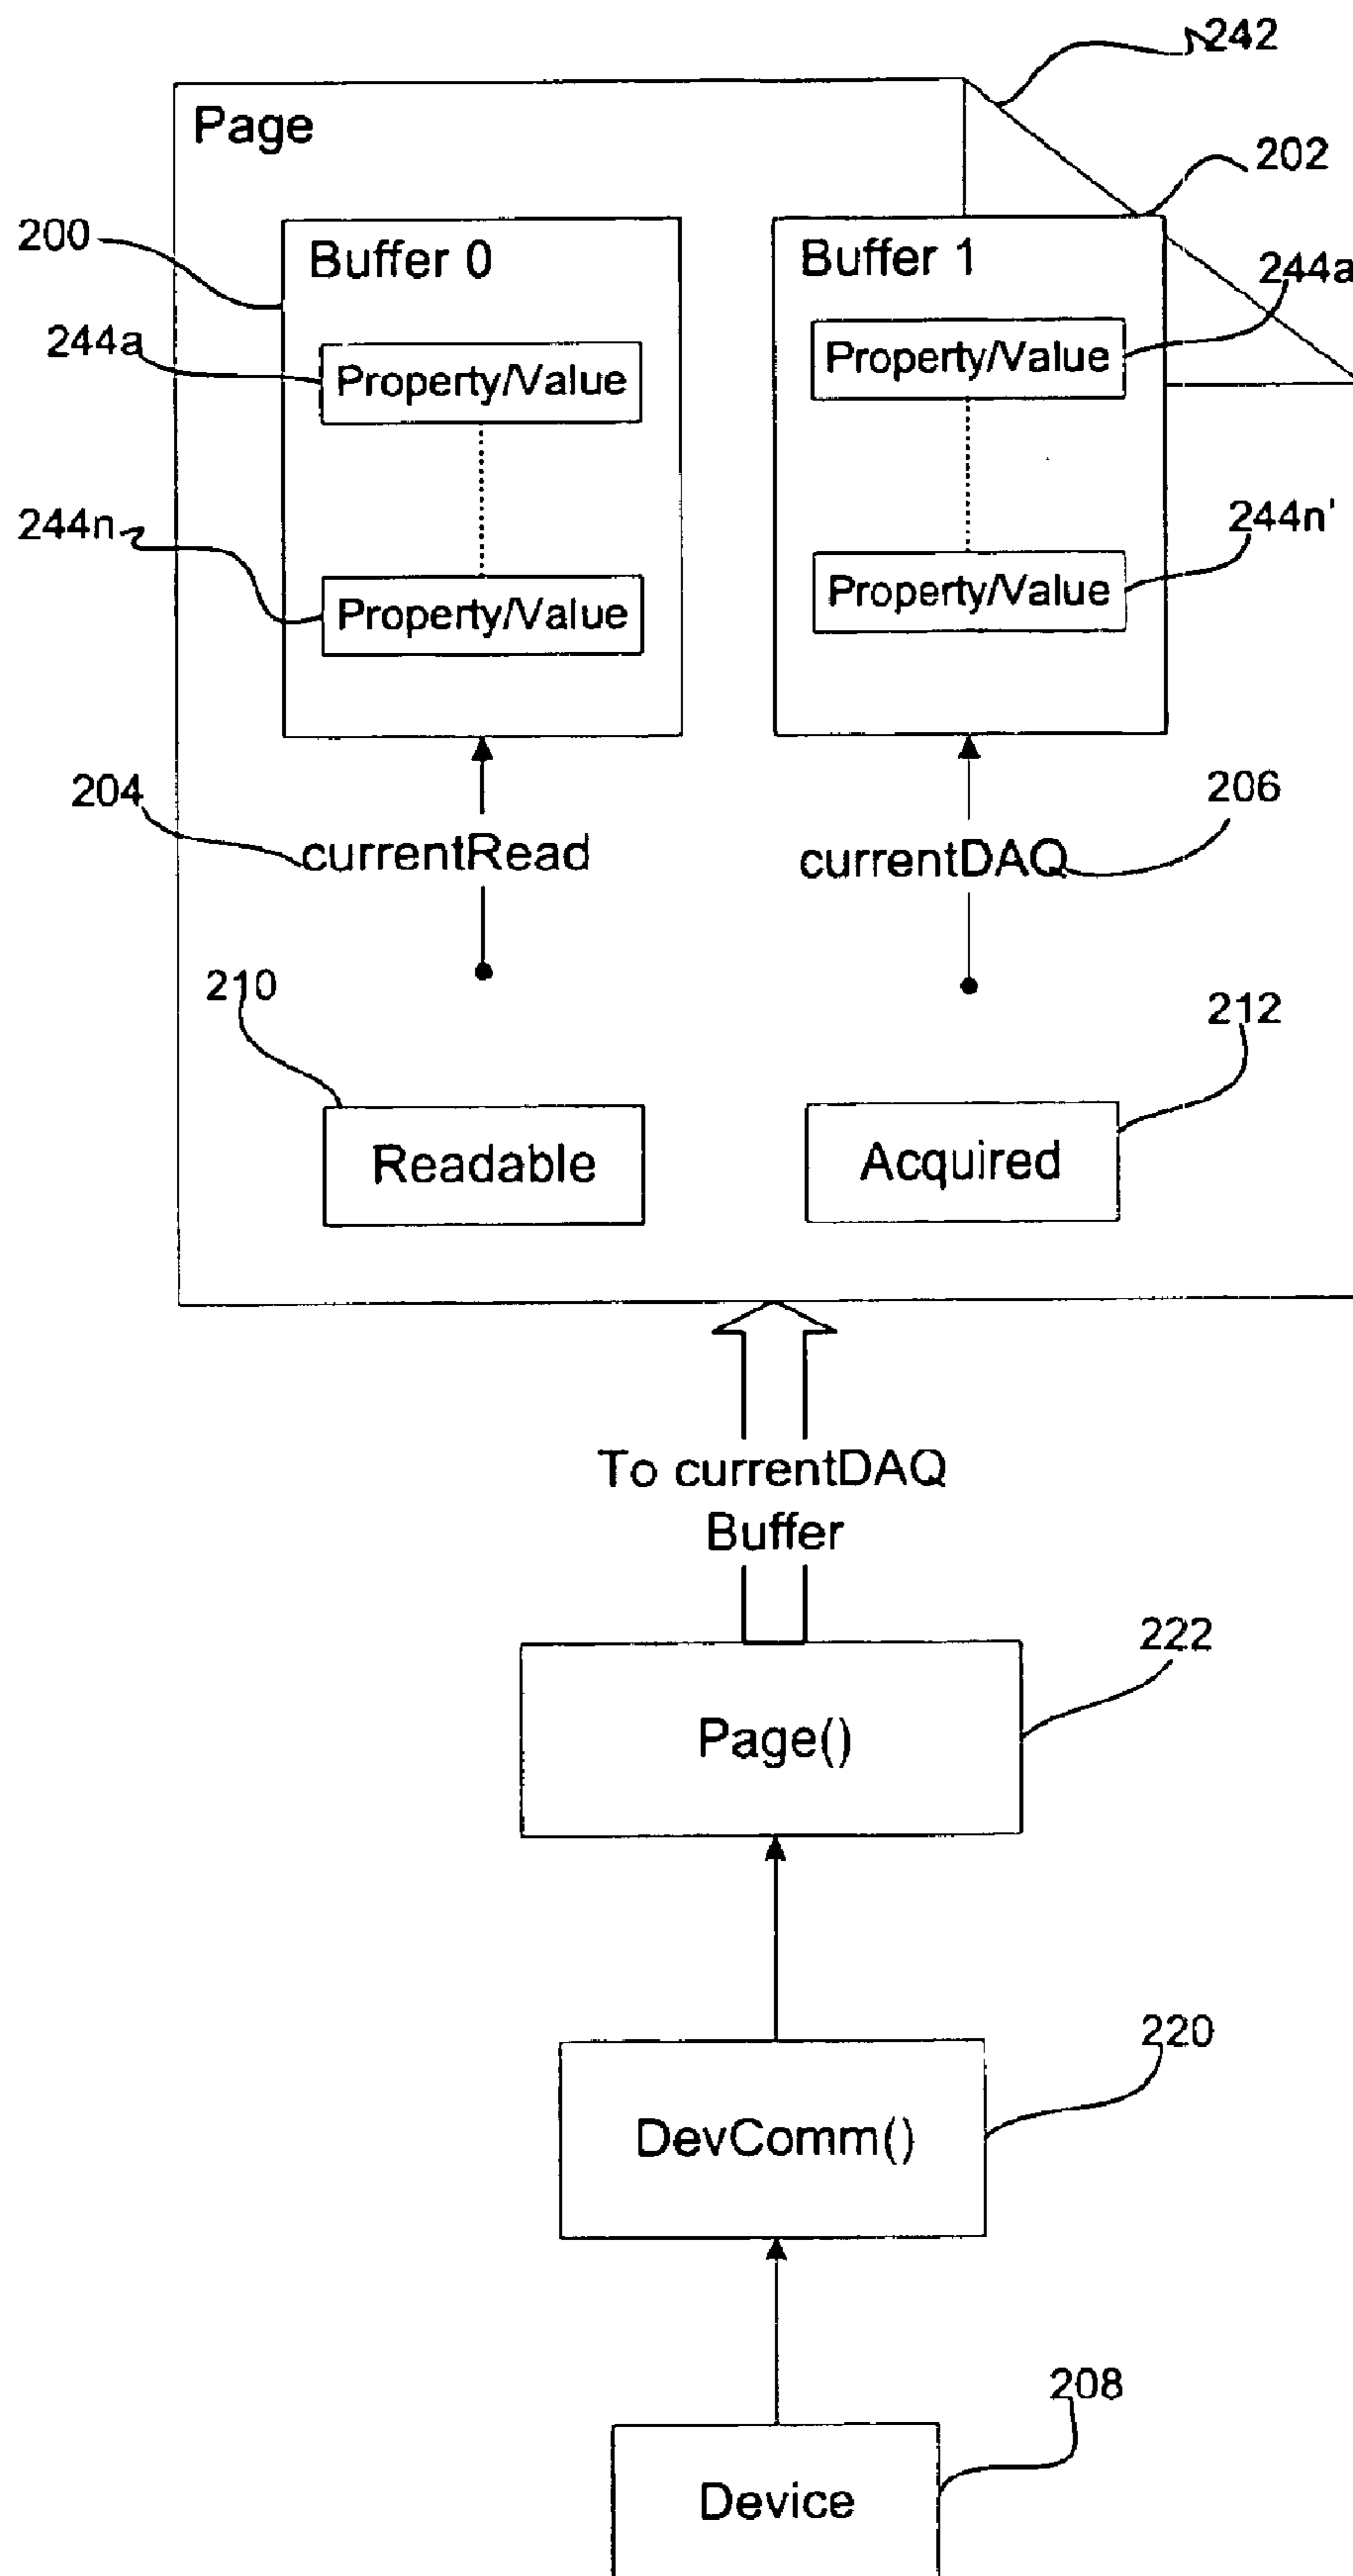 242
Page
202
200
Buffer 0
Buffer 1
244a
244a
Property/Value
Property/Value
244n
244n'
Property/Value
Property/Value
204
206
currentRead
currentDAQ
210
212
Readable
Acquired
To currentDAQ
Buffer
222
Page()
220
DevComm()
208
Device